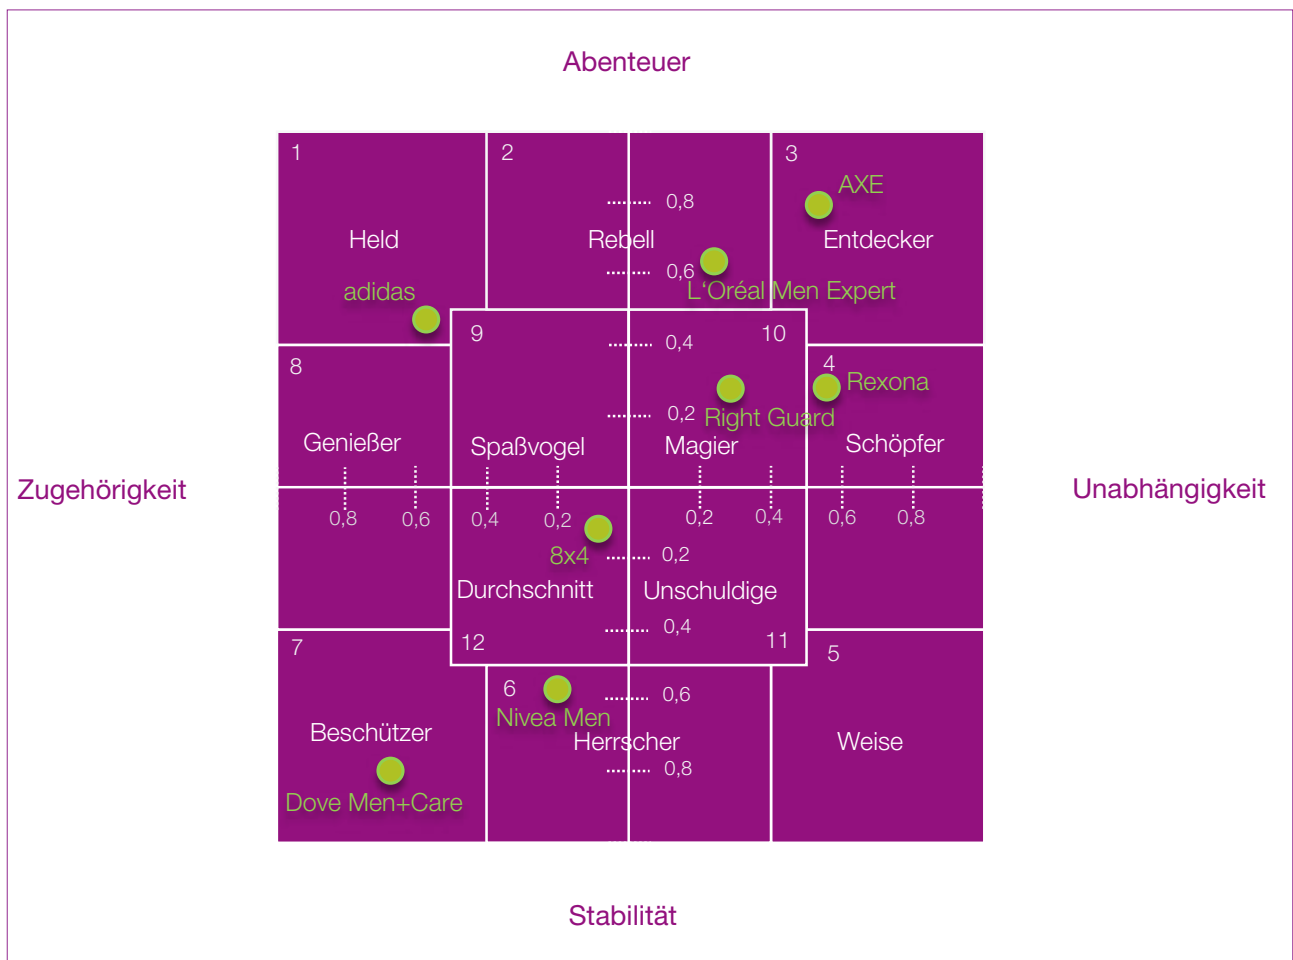 Abenteuer
1
2
3
AXE
0,8
Held
Rebell
Entdecker
0,6
adidas
L‘Oréal Men Expert
9
10
0,4
8
4
Rexona
0,2
Right Guard
Genießer
Spaßvogel
Magier
Schöpfer
Zugehörigkeit
Unabhängigkeit
0,8
0,6
0,4
0,2
0,2
0,4
0,6
0,8
8x4
0,2
Durchschnitt
Unschuldige
0,4
12
11
7
5
6
0,6
Nivea Men
Beschützer
Herrscher
Weise
0,8
Dove Men+Care
Stabilität